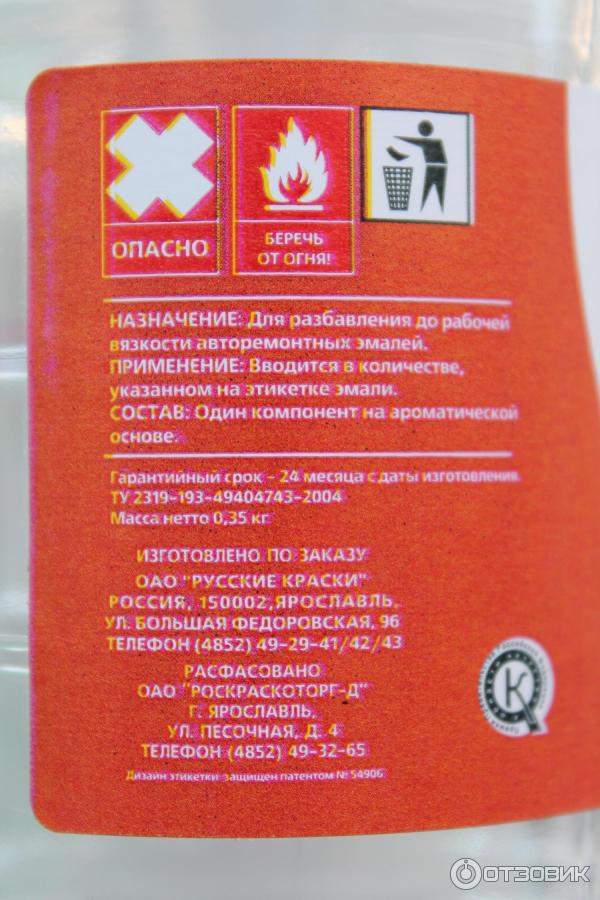 ОПАСНО
БЕРЕЧЬ
ОТ ОГНЯ!
НАЗНАЧЕНИЕ: Для разбавления до рабочей
вязкости авторемонтных эмалей.
ПРИМЕНЕНИЕ: Вводится в количестве,
указанном на этикетке эмали.
СОСТАВ: Один компонент на ароматической
основе.
Гарантийный срок - 24 месяца с даты изготовления.
ТУ 2319-193-49404743-2004
Масса нетто 0,35 кг
ИЗГОТОВЛЕНО ПО ЗАКАЗУ
ОАО "РУССКИЕ КРАСКИ"
РОССИЯ, 150002, ЯРОСЛАВЛЬ,
УЛ. БОЛЬШАЯ ФЕДОРОВСКАЯ, 96
ТЕЛЕФОН (4852) 49-29-41/42/43
РАСФАСОВАНО
ОАО "РОСКРАСКОТОРГ-Д"
Г. ЯРОСЛАВЛЬ,
УЛ. ПЕСОЧНАЯ, Д. 4
ТЕЛЕФОН (4852) 49-32-65
Дизайн этикетки защищен патентом № 54906
К
ОТЗОВИК